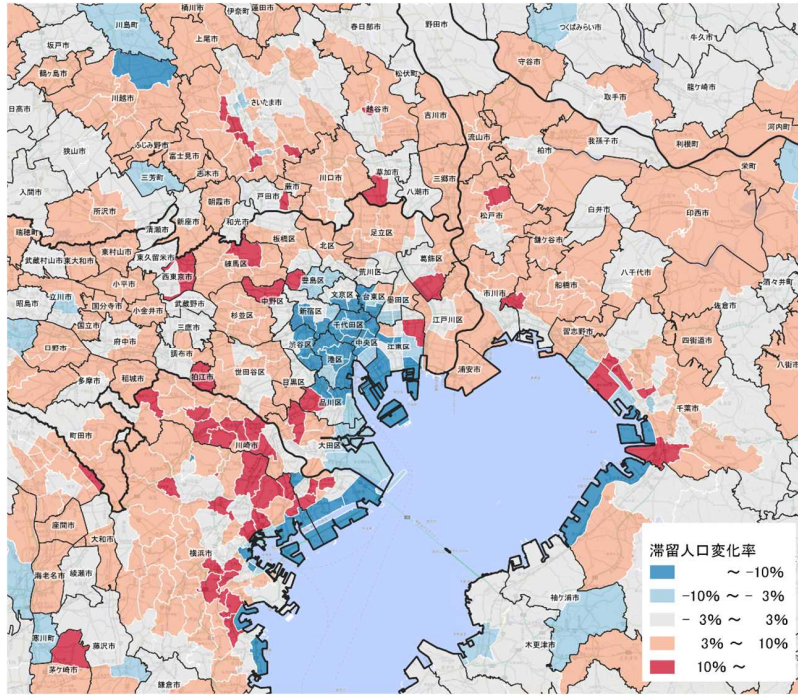 桶川市
蓮田市
伊奈町
川島町
春日部市
野田市
つくばみらい市
牛久市
坂戸市
上尾市
守谷市
鶴ヶ島市
松伏町
龍ヶ崎市
川越市
さいたま市
越谷市
取手市
日高市
吉川市
河内町
狭山市
ふじみ野市
流山市
我孫子市
利根町
富士見市
柏市
栄町
三芳町
志木市
川口市
草加市
三郷市
入間市
蕨市
戸田市
八潮市
所沢市
朝霞市
松戸市
白井市
印西市
瑞穂町
清瀬市
新座市
和光市
板橋区
北区
足立区
鎌ケ谷市
東村山市
東久留米市
武蔵村山市
東大和市
練馬区
荒川区
葛飾区
八千代市
西東京市
豊島区
酒々井町
小平市
文京区
台東区
墨田区
市川市
船橋市
昭島市
立川市
国分寺市
小金井市
武蔵野市
中野区
新宿区
佐倉市
国立市
三鷹市
杉並区
千代田区
江戸川区
習志野市
日野市
府中市
渋谷区
中央区
江東区
四街道市
調布市
港区
多摩市
稲城市
狛江市
世田谷区
目黒区
浦安市
八街市
品川区
千葉市
町田市
川崎市
大田区
座間市
大和市
横浜市
海老名市
綾瀬市
袖ケ浦市
寒川町
藤沢市
木更津市
茅ヶ崎市
鎌倉市
滞留人口変化率
～ -10%
-10% ～ - 3%
- 3% ～ 3%
3% ～ 10%
10% ～